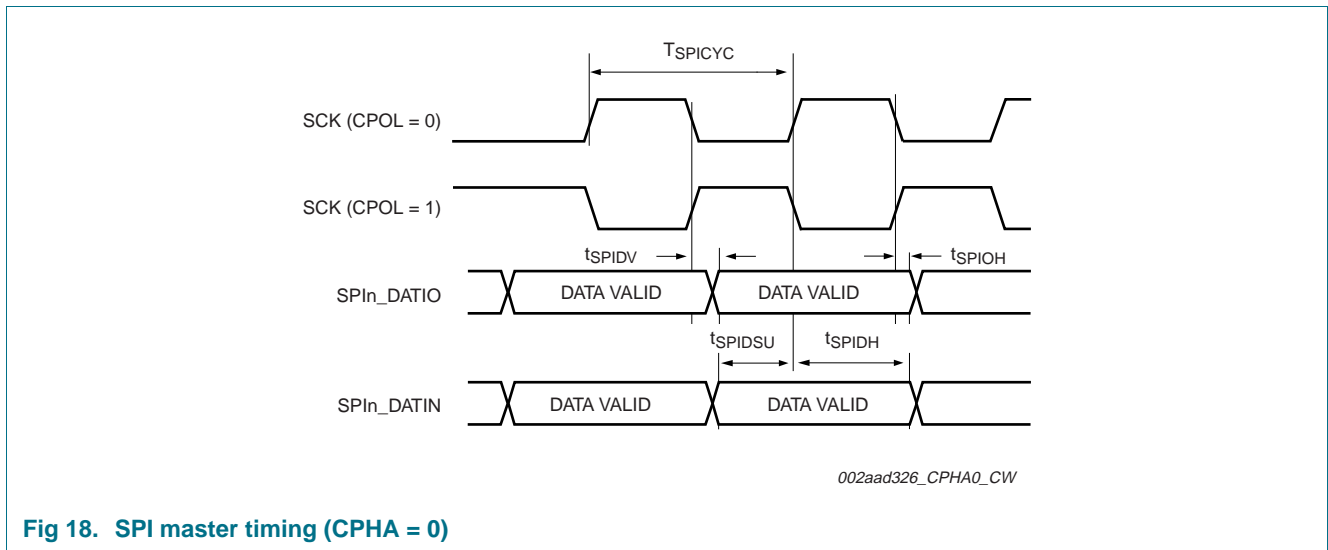 TSPICYC
SCK (CPOL = 0)
SCK (CPOL = 1)
tSPIDV
tSPIOH
SPIn_DATIO
DATA VALID
DATA VALID
tSPIDSU
tSPIDH
SPIn_DATIN
DATA VALID
DATA VALID
002aad326_CPHA0_CW
Fig 18. SPI master timing (CPHA = 0)